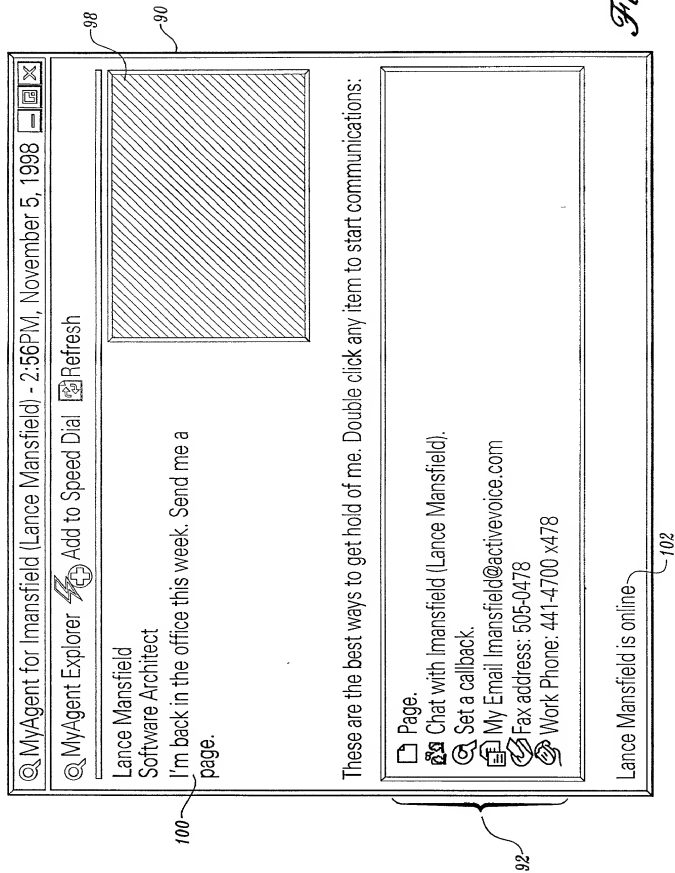 MyAgent for lmansfield (Lance Mansfield) - 2:56PM, November 5, 1998
MyAgent Explorer Add to Speed Dial Refresh
98
90
Lance Mansfield
Software Architect
I'm back in the office this week. Send me a
page.
100
These are the best ways to get hold of me. Double click any item to start communications:
Page.
Chat with lmansfield (Lance Mansfield).
Set a callback.
My Email lmansfield@activevoice.com
Fax address: 505-0478
Work Phone: 441-4700 x478
92
Lance Mansfield is online
102